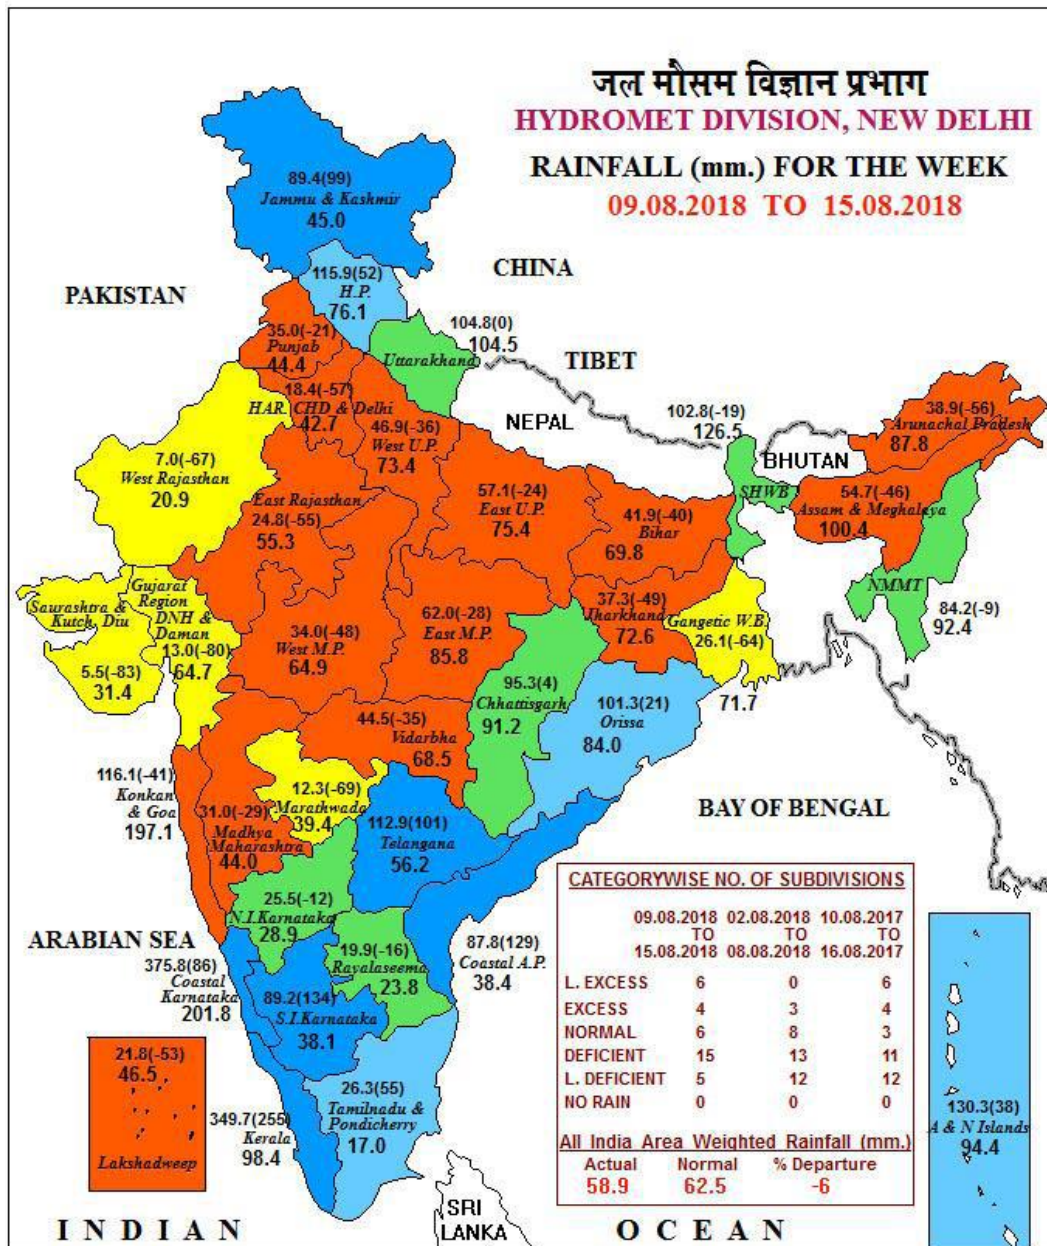 जल मौसम विज्ञान प्रभाग
HYDROMET DIVISION, NEW DELHI
RAINFALL (mm.) FOR THE WEEK
09.08.2018 TO 15.08.2018
89.4(99)
Jammu & Kashmir
45.0
CHINA
115.9(52)
H.P.
76.1
PAKISTAN
104.8(0)
104.5
Uttarakhand
35.0(-21)
Punjab
44.4
TIBET
18.4(-57)
HAR. CHD & Delhi
42.7
46.9(-36)
West U.P.
73.4
NEPAL
102.8(-19)
126.5
SHWB
BHUTAN
38.9(-56)
Arunachal Pradesh
87.8
7.0(-67)
West Rajasthan
20.9
East Rajasthan
24.8(-55)
55.3
57.1(-24)
East U.P.
75.4
41.9(-40)
Bihar
69.8
54.7(-46)
Assam & Meghalaya
100.4
NMMT
84.2(-9)
92.4
Saurashtra &
Kutch, Diu
5.5(-83)
31.4
Gujarat
Region
DNH &
Daman
13.0(-80)
64.7
34.0(-48)
West M.P.
64.9
62.0(-28)
East M.P.
85.8
37.3(-49)
Jharkhand
72.6
Gangetic W.B.
26.1(-64)
71.7
95.3(4)
Chhattisgarh
91.2
101.3(21)
Orissa
84.0
44.5(-35)
Vidarbha
68.5
116.1(-41)
Konkan
& Goa
197.1
12.3(-69)
Marathwada
39.4
31.0(-29)
Madhya
Maharashtra
44.0
112.9(101)
Telangana
56.2
BAY OF BENGAL
25.5(-12)
N.I.Karnataka
28.9
ARABIAN SEA
19.9(-16)
Rayalaseema
23.8
87.8(129)
Coastal A.P.
38.4
375.8(86)
Coastal
Karnataka
201.8
89.2(134)
S.I.Karnataka
38.1
21.8(-53)
46.5
Lakshadweep
349.7(255)
Kerala
98.4
26.3(55)
Tamilnadu &
Pondicherry
17.0
CATEGORYWISE NO. OF SUBDIVISIONS
09.08.2018 02.08.2018 10.08.2017
TO TO TO
15.08.2018 08.08.2018 16.08.2017
L. EXCESS 6 0 6
EXCESS 4 3 4
NORMAL 6 8 3
DEFICIENT 15 13 11
L. DEFICIENT 5 12 12
NO RAIN 0 0 0
All India Area Weighted Rainfall (mm.)
Actual Normal % Departure
58.9 62.5 -6
130.3(38)
A & N Islands
94.4
SRI
LANKA
INDIAN OCEAN